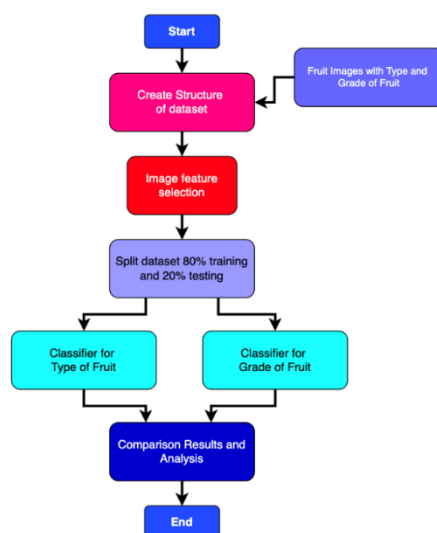 Start
Fruit Images with Type and
Grade of Fruit
Create Structure
of dataset
Image feature
selection
Split dataset 80% training
and 20% testing
Classifier for
Type of Fruit
Classifier for
Grade of Fruit
Comparison Results and
Analysis
End